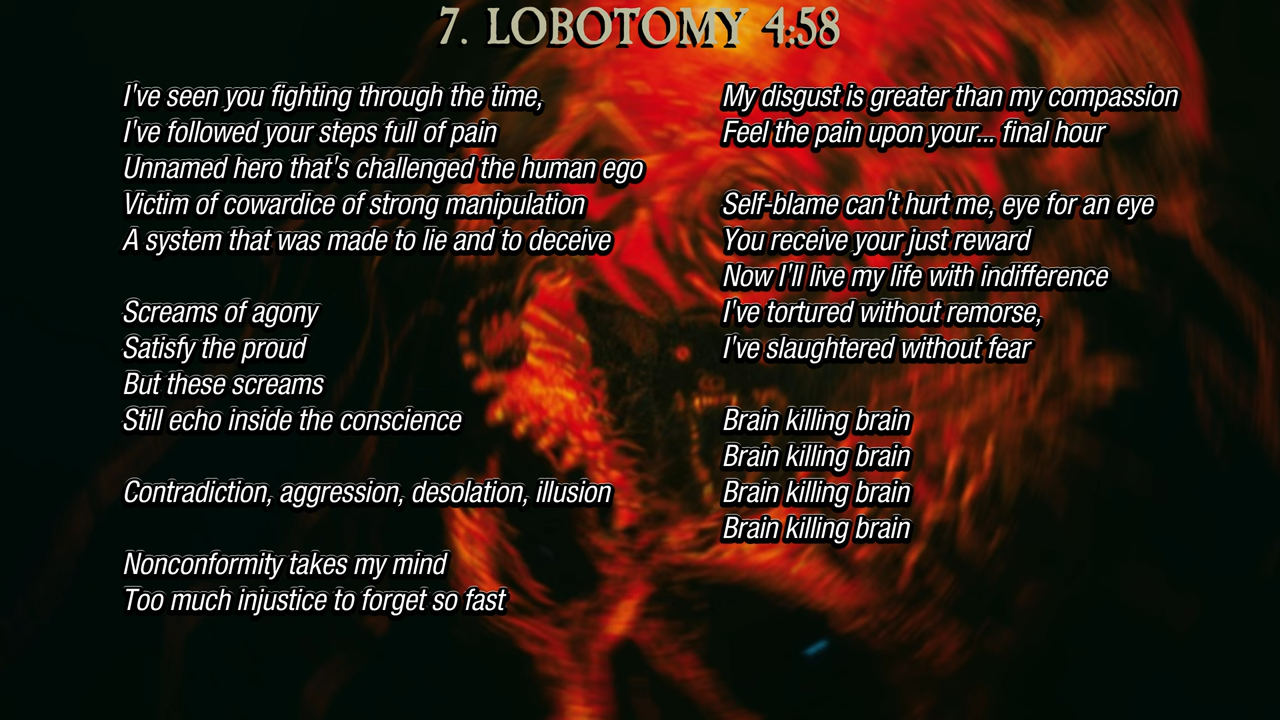 7. LOBOTOMY 4:58
I've seen you fighting through the time,
I've followed your steps full of pain
Unnamed hero that's challenged the human ego
Victim of cowardice of strong manipulation
A system that was made to lie and to deceive
Screams of agony
Satisfy the proud
But these screams
Still echo inside the conscience
Contradiction, aggression, desolation, illusion
Nonconformity takes my mind
Too much injustice to forget so fast
My disgust is greater than my compassion
Feel the pain upon your... final hour
Self-blame can't hurt me, eye for an eye
You receive your just reward
Now I'll live my life with indifference
I've tortured without remorse,
I've slaughtered without fear
Brain killing brain
Brain killing brain
Brain killing brain
Brain killing brain